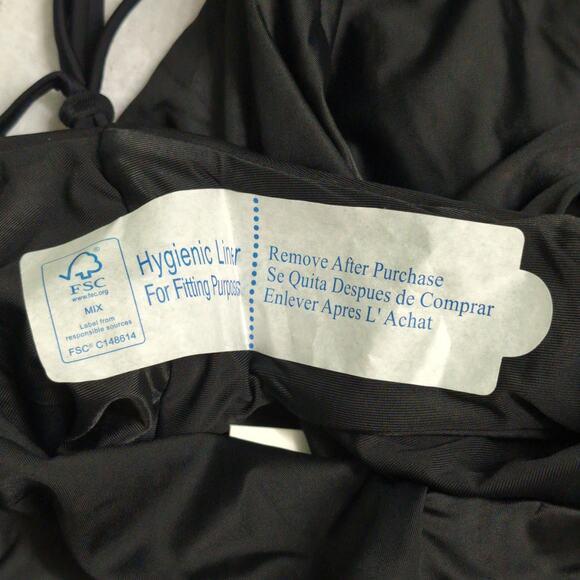 FSC
www.fsc.org
MIX
Label from
responsible sources
FSC® C148614
Hygienic Liner
For Fitting Purposs
Remove After Purchase
Se Quita Despues de Comprar
Enlever Apres L' Achat